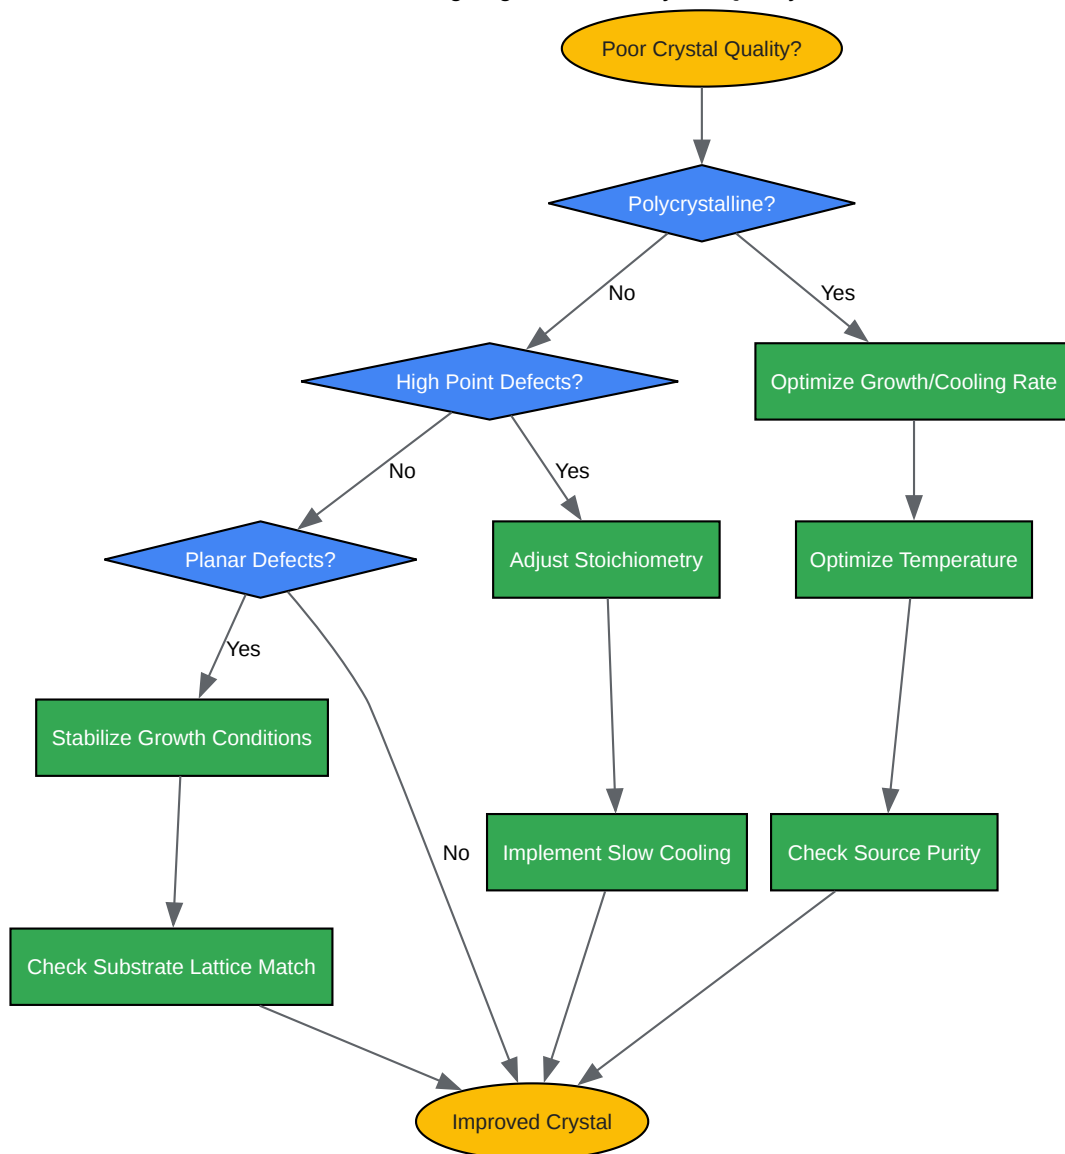 Poor Crystal Quality?
Polycrystalline?
No
Yes
High Point Defects?
Optimize Growth/Cooling Rate
No
Yes
Planar Defects?
Adjust Stoichiometry
Optimize Temperature
Yes
Stabilize Growth Conditions
No
Implement Slow Cooling
Check Source Purity
Check Substrate Lattice Match
Improved Crystal